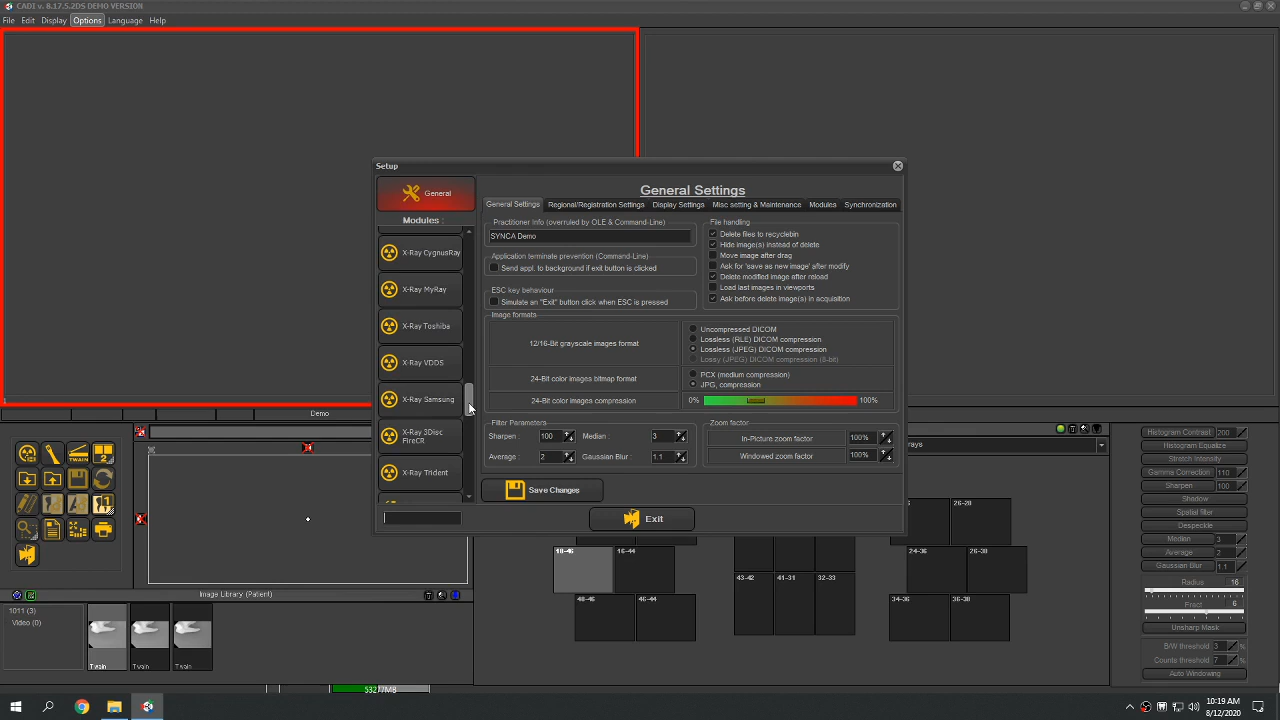 CADI v. 8.17.5.2D5 DEMO VERSION
File Edit Display Options Language Help
Setup
General
Modules :
X-Ray CygnusRay
X-Ray MyRay
X-Ray Toshiba
X-Ray VDDS
X-Ray Samsung
X-Ray 3Disc
FireCR
X-Ray Trident
General Settings
General Settings Regional/Registration Settings Display Settings Misc setting & Maintenance Modules Synchronization
Practitioner Info (overruled by OLE & Command-Line)
SYNCA Demo
Application terminate prevention (Command-Line)
Send appl. to background if exit button is clicked
ESC key behaviour
Simulate an "Exit" button click when ESC is pressed
File handling
Delete files to recyclebin
Hide image(s) instead of delete
Move image after drag
Ask for 'save as new image' after modify
Delete modified image after reload
Load last images in viewports
Ask before delete image(s) in acquisition
Image formats
12/16-Bit grayscale images format
Uncompressed DICOM
Lossless (RLE) DICOM compression
Lossless (JPEG) DICOM compression
Lossy (JPEG) DICOM compression (8-bit)
24-Bit color images bitmap format
PCX (medium compression)
JPG, compression
24-Bit color images compression
0% 100%
Filter Parameters
Sharpen 100 Median : 3
Average : 2 Gaussian Blur : 1.1
Zoom factor
In-Picture zoom factor 100%
Windowed zoom factor 100%
Save Changes
Exit
Demo
TWAIN
2
Image Library (Patient)
1011 (3)
Video (0)
Twain
Twain
Twain
532 MB
26-28
18-46 16-44 24-36 26-38
43-42 41-31 32-33
48-46 46-44 34-36 36-38
Histogram Contrast 200
Histogram Equalize
Stretch Intensity
Gamma Correction 110
Sharpen 100
Shadow
Spatial filter
Despeckle
Median 3
Average 2
Gaussian Blur 1.1
Radius 16
6
Unsharp Mask
B/W threshold 3 %
Counts threshold 7 %
Auto Windowing
10:19 AM
8/12/2020